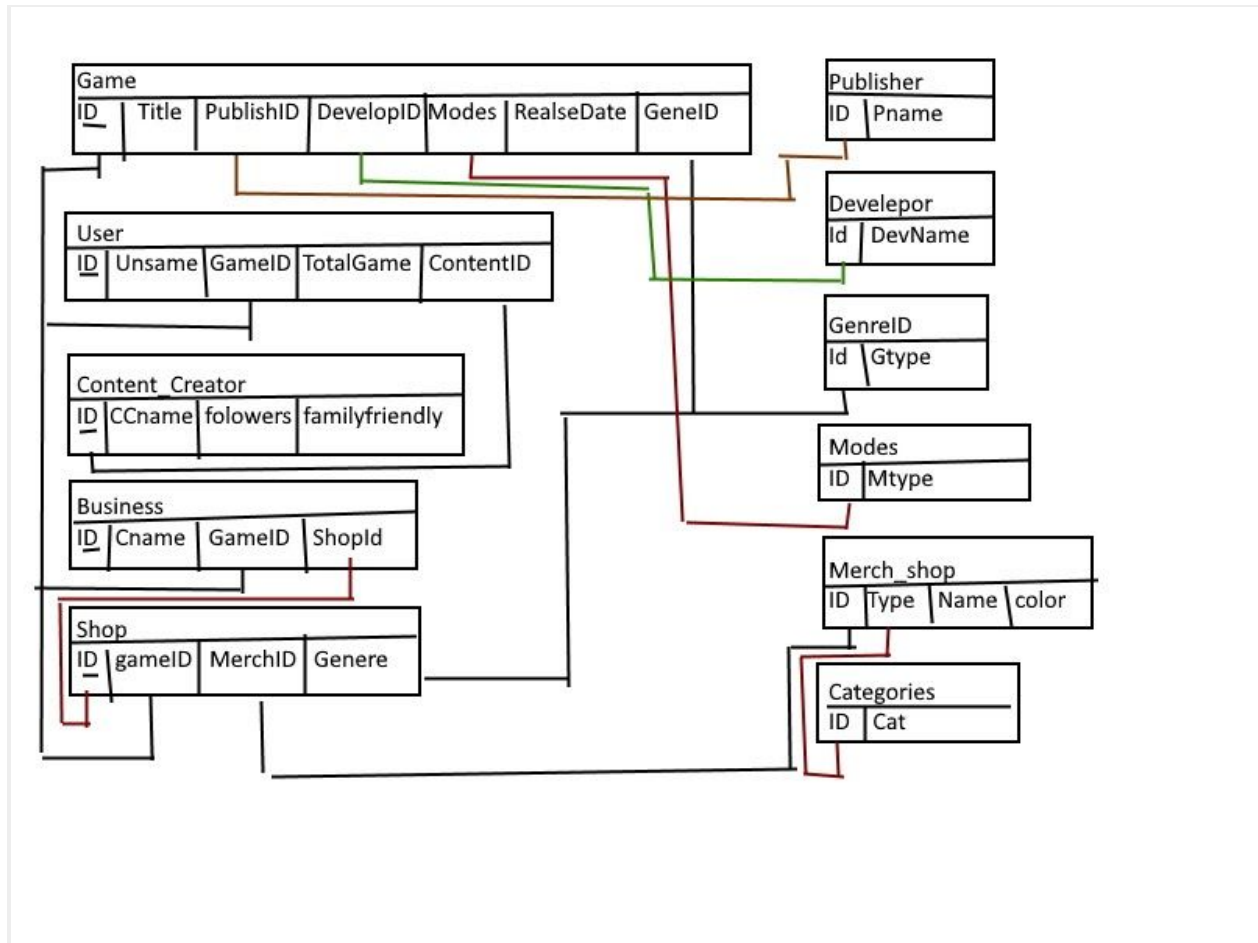 Game
ID Title PublishID DevelopID Modes RealseDate GeneID
User
ID Unsame GameID TotalGame ContentID
Content_Creator
ID CCname folowers familyfriendly
Business
ID Cname GameID ShopId
Shop
ID gameID MerchID Genere
Publisher
ID Pname
Develepor
Id DevName
GenreID
Id Gtype
Modes
ID Mtype
Merch_shop
ID Type Name color
Categories
ID Cat